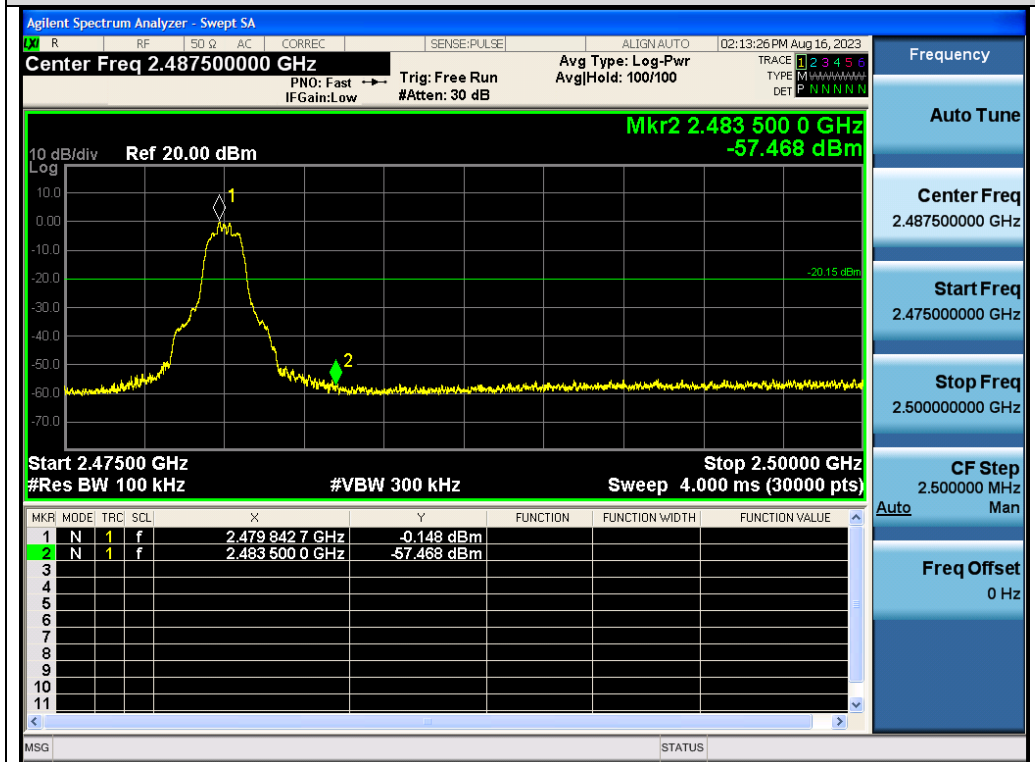 Agilent Spectrum Analyzer - Swept SA
LXI R RF 50 Ω AC CORREC SENSE:PULSE ALIGN AUTO 02:13:26 PM Aug 16, 2023
Center Freq 2.487500000 GHz
PNO: Fast
IFGain:Low
Trig: Free Run
#Atten: 30 dB
Avg Type: Log-Pwr
Avg|Hold: 100/100
TRACE 1 2 3 4 5 6
TYPE M WWWWW
DET P N N N N N
Mkr2 2.483 500 0 GHz
-57.468 dBm
10 dB/div Ref 20.00 dBm
Log
10.0
0.00
-10.0
-20.0
-30.0
-40.0
-50.0
-60.0
-70.0
1
2
-20.15 dBm
Start 2.47500 GHz Stop 2.50000 GHz
#Res BW 100 kHz #VBW 300 kHz Sweep 4.000 ms (30000 pts)
MKR MODE TRC SCL X Y FUNCTION FUNCTION WIDTH FUNCTION VALUE
1 N 1 f 2.479 842 7 GHz -0.148 dBm
2 N 1 f 2.483 500 0 GHz -57.468 dBm
3
4
5
6
7
8
9
10
11
MSG STATUS
Frequency
Auto Tune
Center Freq
2.487500000 GHz
Start Freq
2.475000000 GHz
Stop Freq
2.500000000 GHz
CF Step
2.500000 MHz
Auto Man
Freq Offset
0 Hz